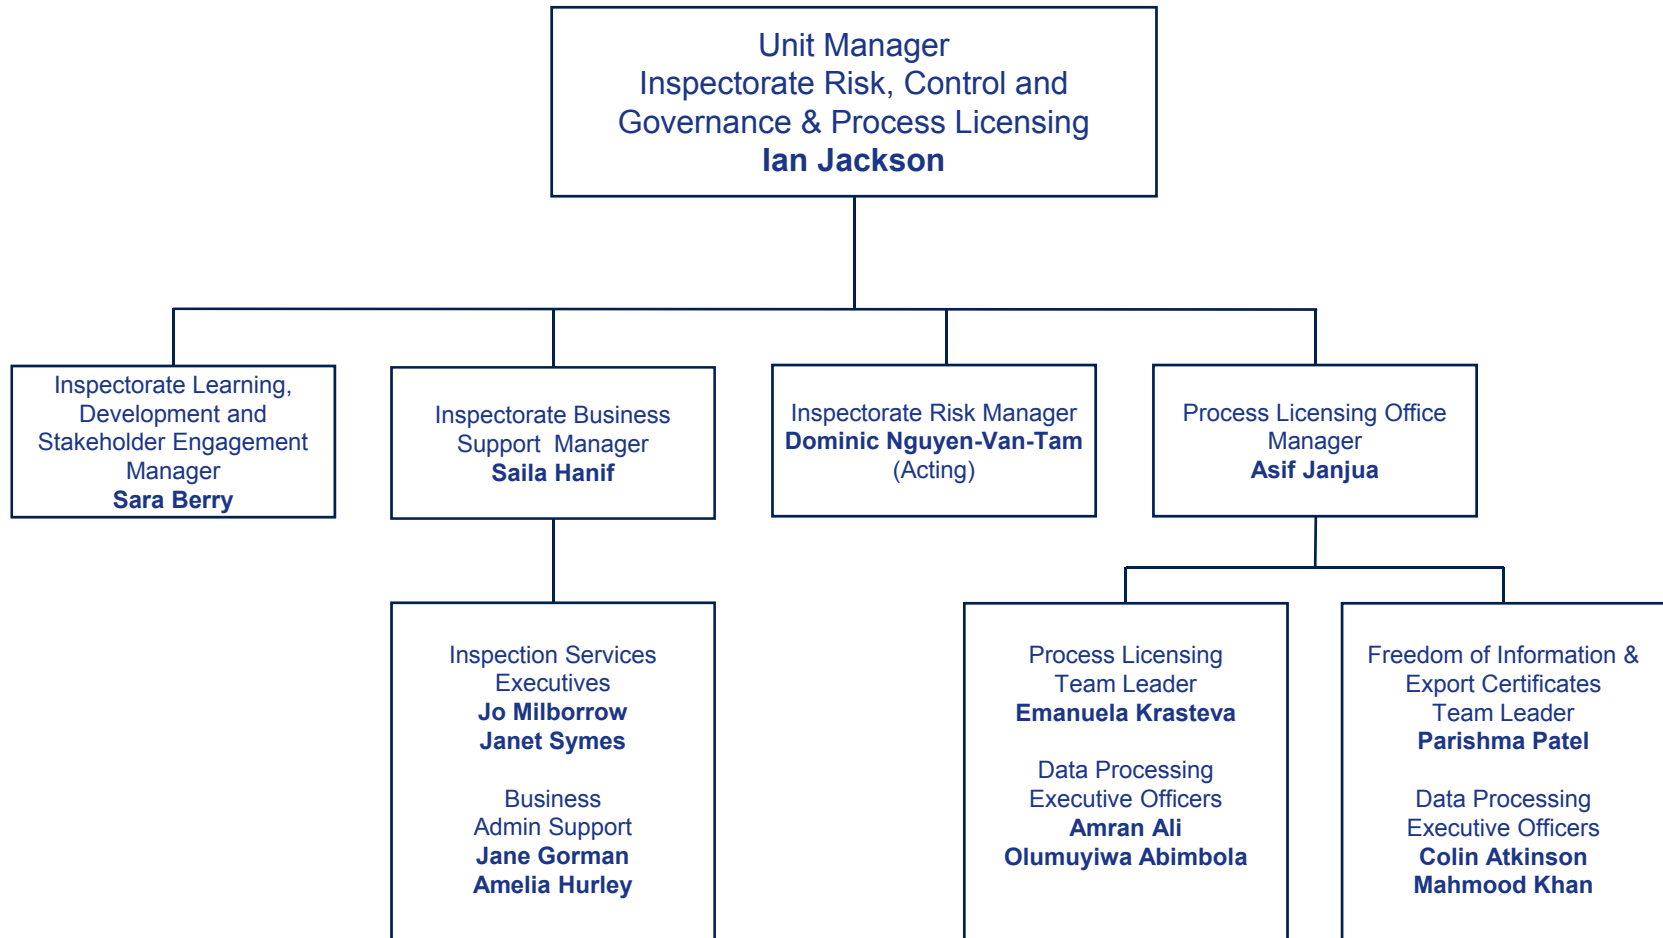 Unit Manager
Inspectorate Risk, Control and
Governance & Process Licensing
Ian Jackson
Inspectorate Learning,
Development and
Stakeholder Engagement
Manager
Sara Berry
Inspectorate Business
Support Manager
Saila Hanif
Inspectorate Risk Manager
Dominic Nguyen-Van-Tam
(Acting)
Process Licensing Office
Manager
Asif Janjua
Inspection Services
Executives
Jo Milborrow
Janet Symes
Business
Admin Support
Jane Gorman
Amelia Hurley
Process Licensing
Team Leader
Emanuela Krasteva
Data Processing
Executive Officers
Amran Ali
Olumuyiwa Abimbola
Freedom of Information &
Export Certificates
Team Leader
Parishma Patel
Data Processing
Executive Officers
Colin Atkinson
Mahmood Khan